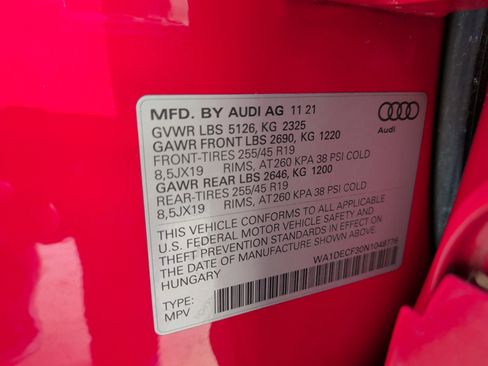 MFD. BY AUDI AG 11 21
GVWR LBS 5126, KG 2325
GAWR FRONT LBS 2690, KG 1220
FRONT-TIRES 255/45 R19
8,5JX19 RIMS, AT260 KPA 38 PSI COLD
GAWR REAR LBS 2646, KG 1200
REAR-TIRES 255/45 R19
8,5JX19 RIMS, AT260 KPA 38 PSI COLD
THIS VEHICLE CONFORMS TO ALL APPLICABLE
U.S. FEDERAL MOTOR VEHICLE SAFETY AND
THEFT PREVENTION STANDARDS IN EFFECT ON
THE DATE OF MANUFACTURE SHOWN ABOVE.
HUNGARY
TYPE:
MPV
Audi